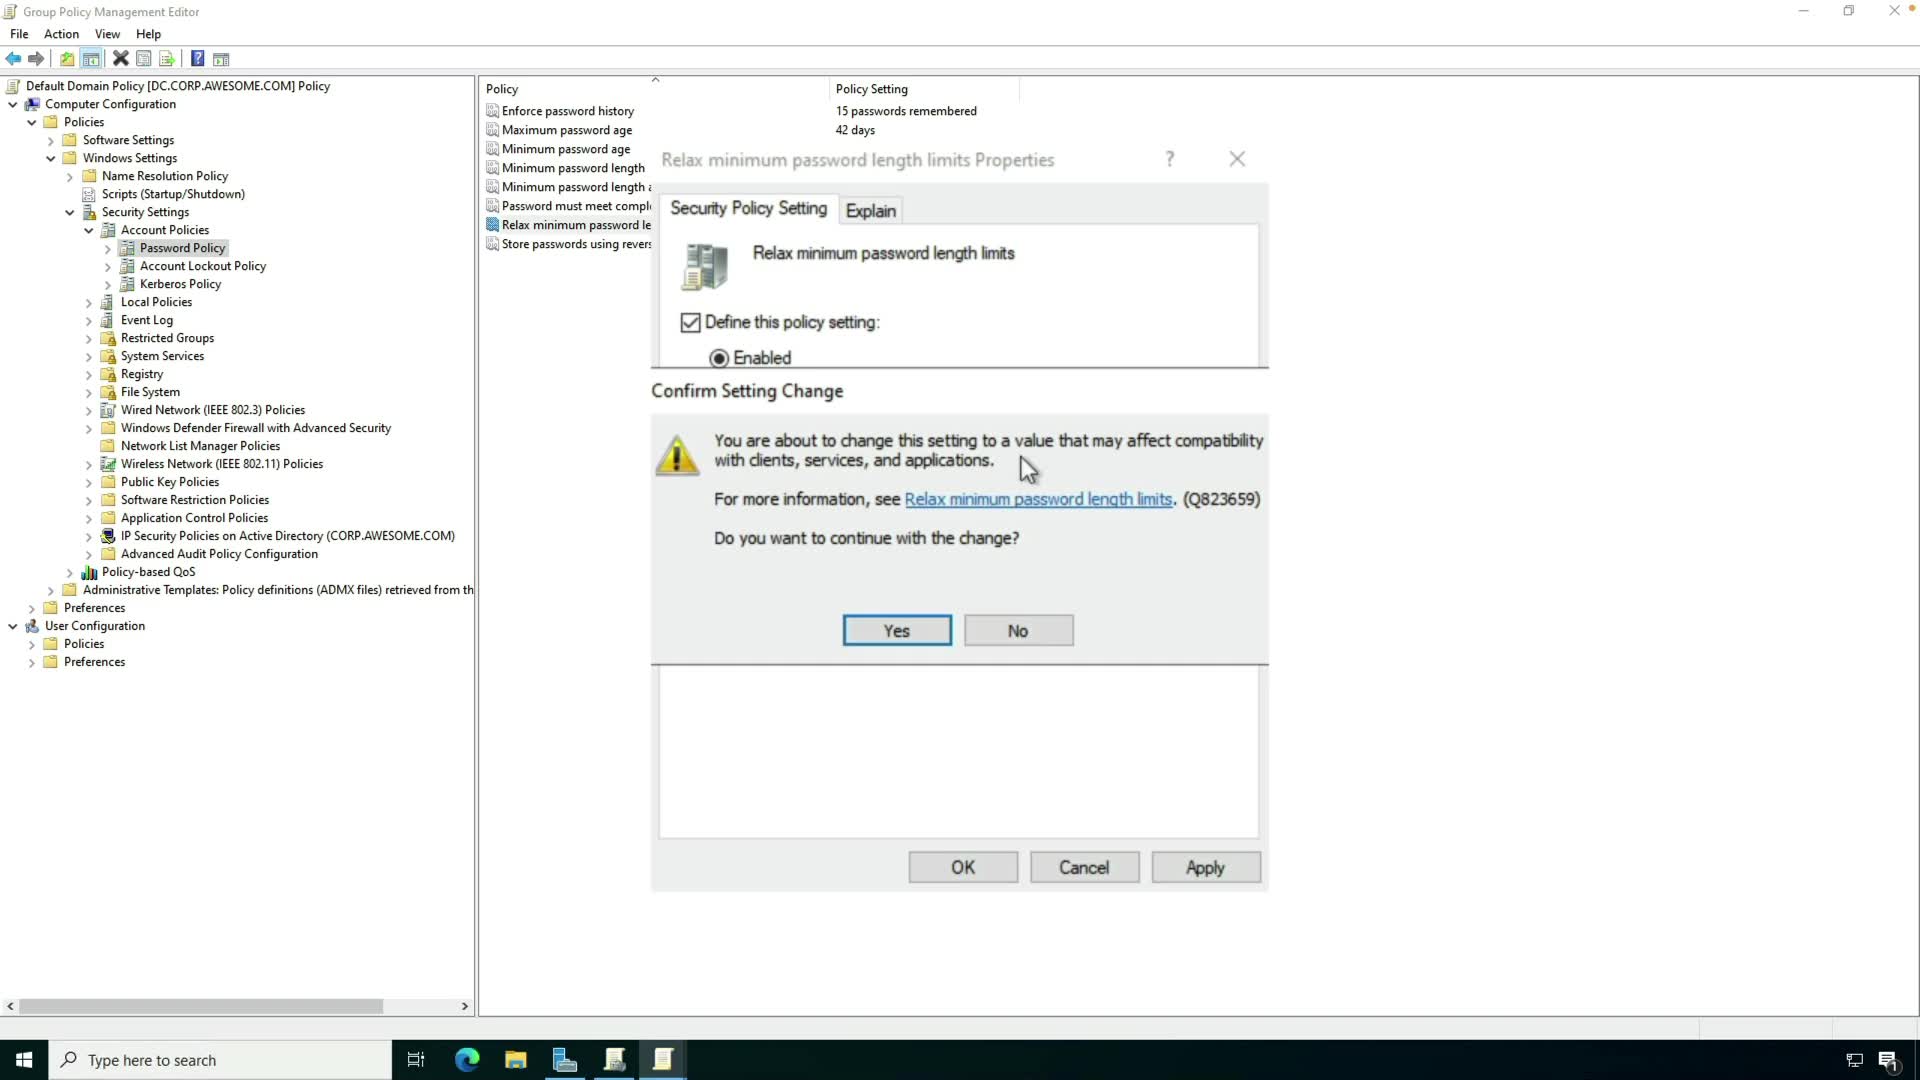 Group Policy Management Editor
File Action View Help
Default Domain Policy [DC.CORP.AWESOME.COM] Policy
Computer Configuration
Policies
Software Settings
Windows Settings
Name Resolution Policy
Scripts (Startup/Shutdown)
Security Settings
Account Policies
Password Policy
Account Lockout Policy
Kerberos Policy
Local Policies
Event Log
Restricted Groups
System Services
Registry
File System
Wired Network (IEEE 802.3) Policies
Windows Defender Firewall with Advanced Security
Network List Manager Policies
Wireless Network (IEEE 802.11) Policies
Public Key Policies
Software Restriction Policies
Application Control Policies
IP Security Policies on Active Directory (CORP.AWESOME.COM)
Advanced Audit Policy Configuration
Policy-based QoS
Administrative Templates: Policy definitions (ADMX files) retrieved from th
Preferences
User Configuration
Policies
Preferences
Policy Policy Setting
Enforce password history 15 passwords remembered
Maximum password age 42 days
Minimum password age
Minimum password length
Minimum password length a
Password must meet comple
Relax minimum password le
Store passwords using revers
Relax minimum password length limits Properties ?
Security Policy Setting Explain
Relax minimum password length limits
Define this policy setting:
Enabled
Confirm Setting Change
You are about to change this setting to a value that may affect compatibility
with clients, services, and applications.
For more information, see Relax minimum password length limits. (Q823659)
Do you want to continue with the change?
Yes No
OK Cancel Apply
Type here to search
1